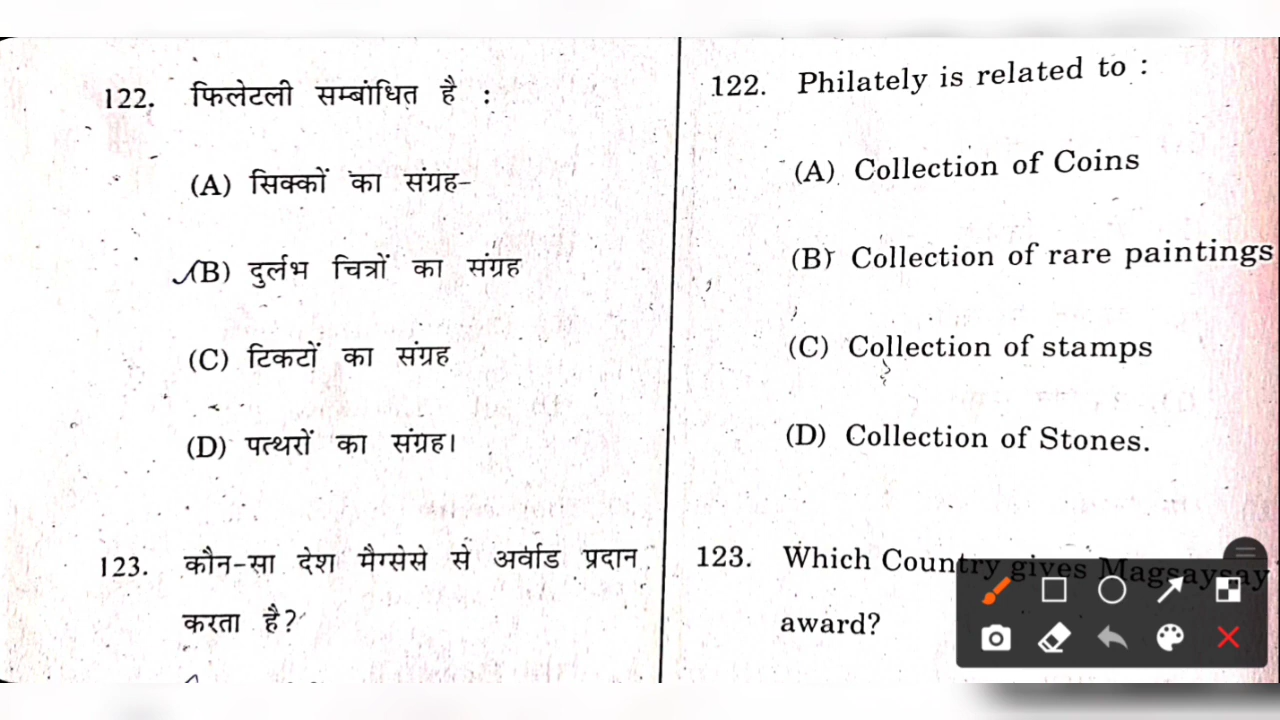 122. फिलेटली सम्बांधित है :
(A) सिक्कों का संग्रह-
(B) दुर्लभ चित्रों का संग्रह
(C) टिकटों का संग्रह
(D) पत्थरों का संग्रह।
123. कौन-सा देश मैग्सेसे से अर्वाड प्रदान
करता है?
122. Philately is related to :
(A) Collection of Coins
(B) Collection of rare paintings
(C) Collection of stamps
(D) Collection of Stones.
123. Which Country gives Magsaysay
award?